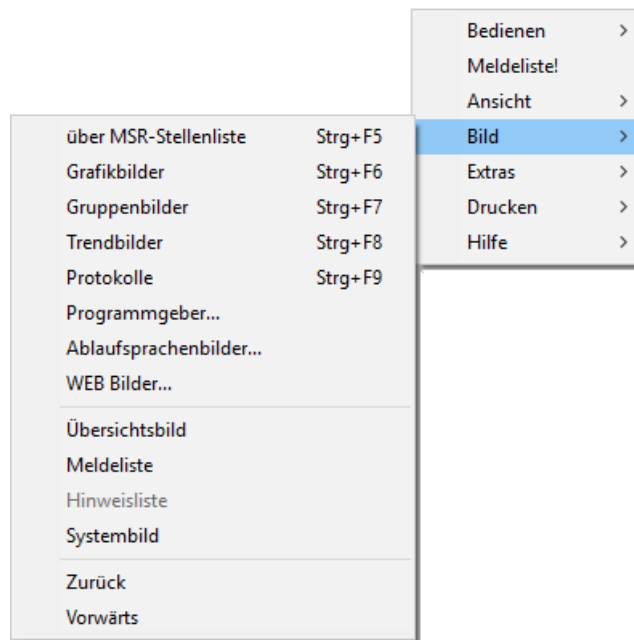 Bedienen
Meldeliste!
Ansicht
Bild
Extras
Drucken
Hilfe
über MSR-Stellenliste Strg+F5
Grafikbilder Strg+F6
Gruppenbilder Strg+F7
Trendbilder Strg+F8
Protokolle Strg+F9
Programmgeber...
Ablaufsprachenbilder...
WEB Bilder...
Übersichtsbild
Meldeliste
Hinweisliste
Systembild
Zurück
Vorwärts